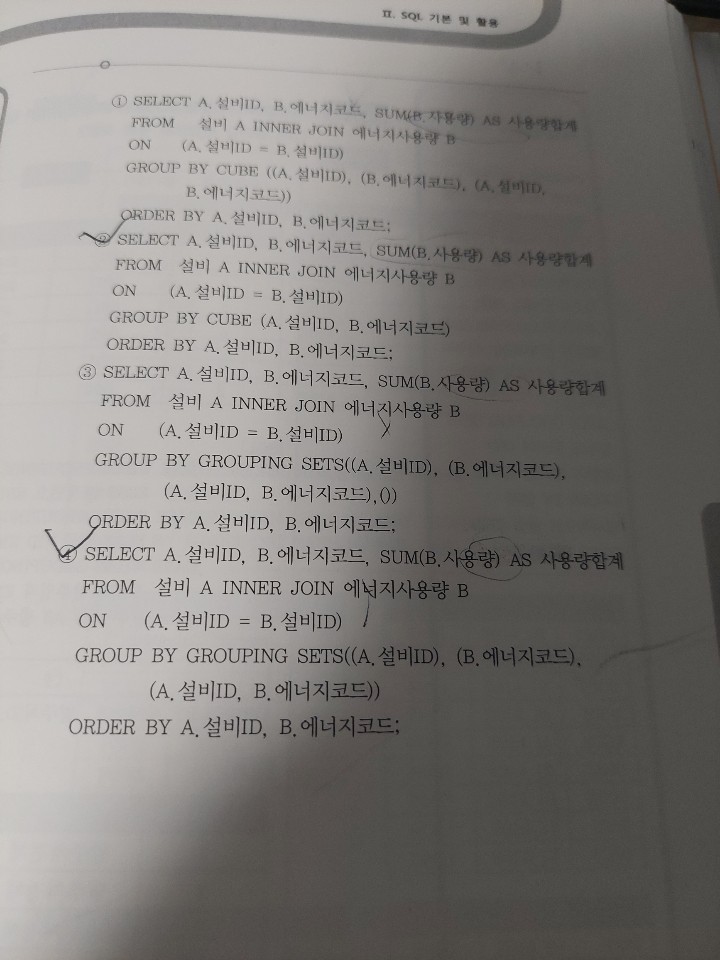 Ⅱ. SQL 기본 및 활용
① SELECT A.설비ID, B.에너지코드, SUM(B.사용량) AS 사용량합계
FROM 설비 A INNER JOIN 에너지사용량 B
ON (A.설비ID = B.설비ID)
GROUP BY CUBE ((A.설비ID), (B.에너지코드), (A.설비ID,
B.에너지코드))
ORDER BY A.설비ID, B.에너지코드;
② SELECT A.설비ID, B.에너지코드, SUM(B.사용량) AS 사용량합계
FROM 설비 A INNER JOIN 에너지사용량 B
ON (A.설비ID = B.설비ID)
GROUP BY CUBE (A.설비ID, B.에너지코드)
ORDER BY A.설비ID, B.에너지코드;
③ SELECT A.설비ID, B.에너지코드, SUM(B.사용량) AS 사용량합계
FROM 설비 A INNER JOIN 에너지사용량 B
ON (A.설비ID = B.설비ID)
GROUP BY GROUPING SETS((A.설비ID), (B.에너지코드),
(A.설비ID, B.에너지코드),())
ORDER BY A.설비ID, B.에너지코드;
④ SELECT A.설비ID, B.에너지코드, SUM(B.사용량) AS 사용량합계
FROM 설비 A INNER JOIN 에너지사용량 B
ON (A.설비ID = B.설비ID)
GROUP BY GROUPING SETS((A.설비ID), (B.에너지코드),
(A.설비ID, B.에너지코드))
ORDER BY A.설비ID, B.에너지코드;